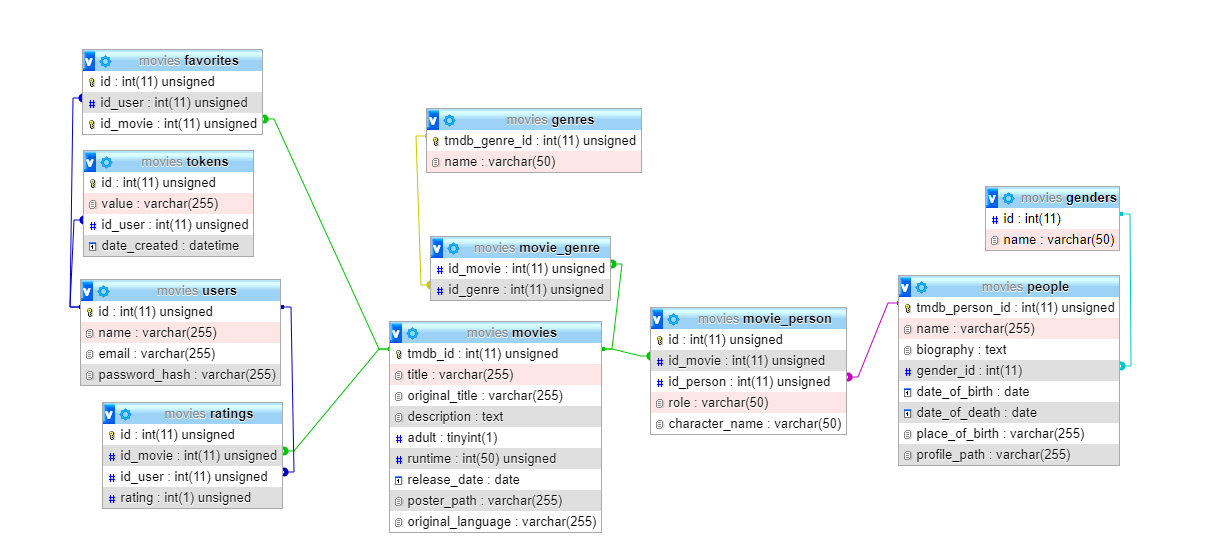 movies favorites
id : int(11) unsigned
id_user : int(11) unsigned
id_movie : int(11) unsigned
movies tokens
id : int(11) unsigned
value : varchar(255)
id_user : int(11) unsigned
date_created : datetime
movies users
id : int(11) unsigned
name : varchar(255)
email : varchar(255)
password_hash : varchar(255)
movies ratings
id : int(11) unsigned
id_movie : int(11) unsigned
id_user : int(11) unsigned
rating : int(1) unsigned
movies genres
tmdb_genre_id : int(11) unsigned
name : varchar(50)
movies movie_genre
id_movie : int(11) unsigned
id_genre : int(11) unsigned
movies movies
tmdb_id : int(11) unsigned
title : varchar(255)
original_title : varchar(255)
description : text
adult : tinyint(1)
runtime : int(50) unsigned
release_date : date
poster_path : varchar(255)
original_language : varchar(255)
movies movie_person
id : int(11) unsigned
id_movie : int(11) unsigned
id_person : int(11) unsigned
role : varchar(50)
character_name : varchar(50)
movies genders
id : int(11)
name : varchar(50)
movies people
tmdb_person_id : int(11) unsigned
name : varchar(255)
biography : text
gender_id : int(11)
date_of_birth : date
date_of_death : date
place_of_birth : varchar(255)
profile_path : varchar(255)